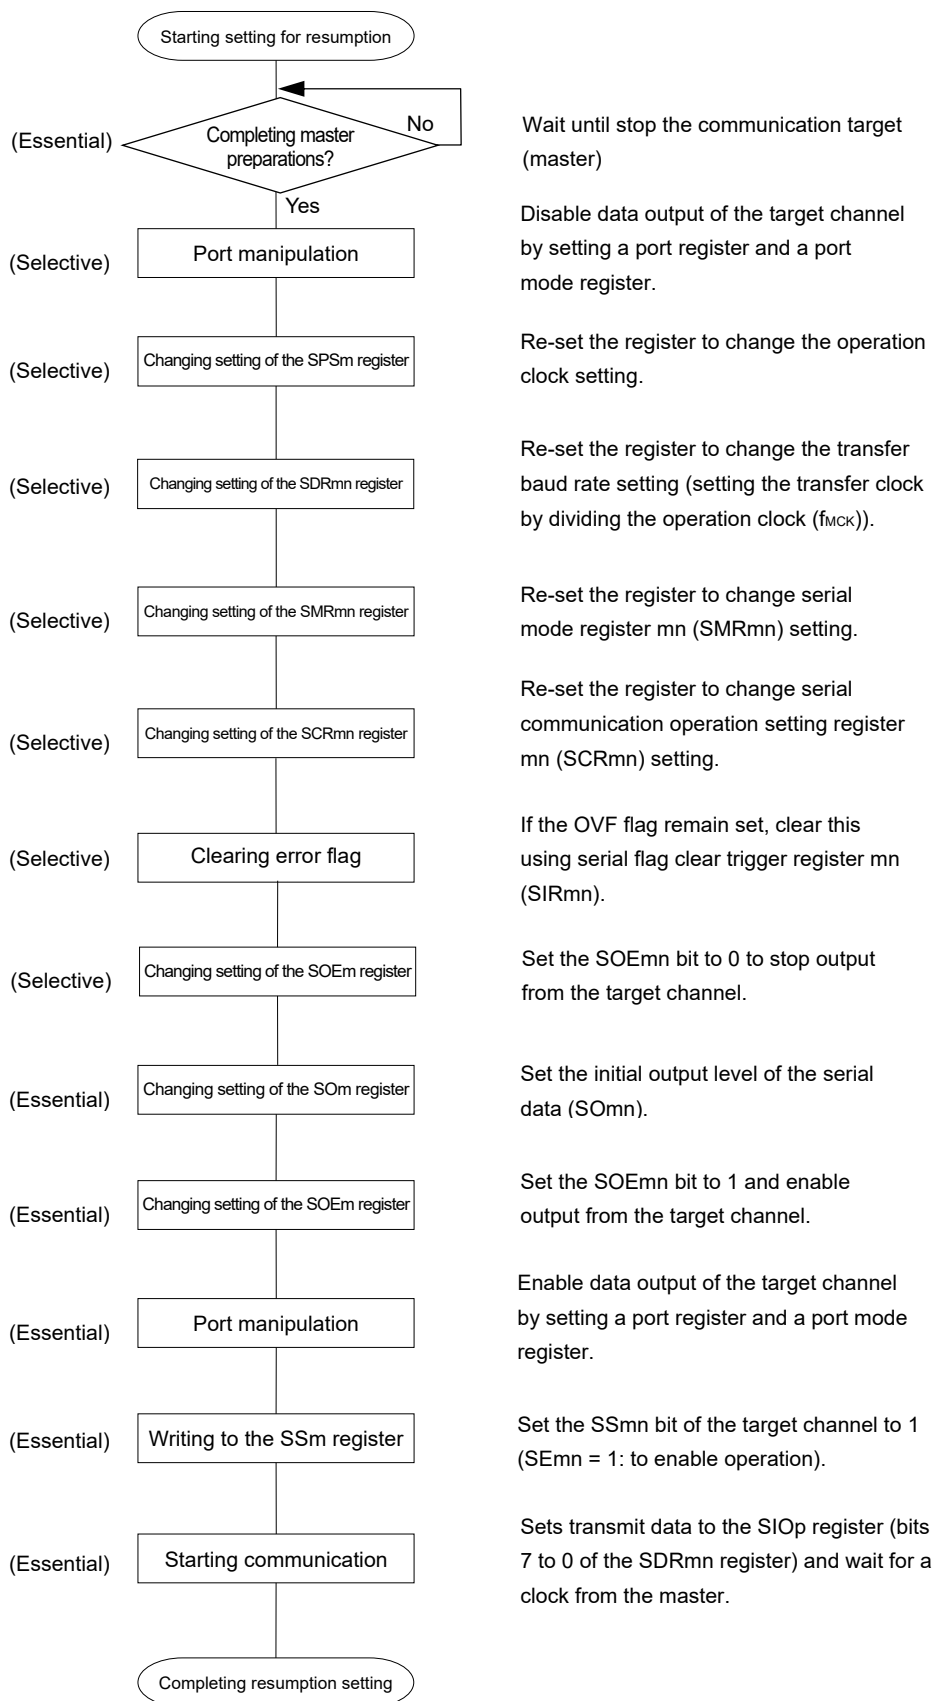 Starting setting for resumption
No
(Essential)
Completing master
preparations?
Wait until stop the communication target
(master)
Yes
(Selective)
Port manipulation
Disable data output of the target channel
by setting a port register and a port
mode register.
(Selective)
Changing setting of the SPSm register
Re-set the register to change the operation
clock setting.
(Selective)
Changing setting of the SDRmn register
Re-set the register to change the transfer
baud rate setting (setting the transfer clock
by dividing the operation clock (fMCK)).
(Selective)
Changing setting of the SMRmn register
Re-set the register to change serial
mode register mn (SMRmn) setting.
(Selective)
Changing setting of the SCRmn register
Re-set the register to change serial
communication operation setting register
mn (SCRmn) setting.
(Selective)
Clearing error flag
If the OVF flag remain set, clear this
using serial flag clear trigger register mn
(SIRmn).
(Selective)
Changing setting of the SOEm register
Set the SOEmn bit to 0 to stop output
from the target channel.
(Essential)
Changing setting of the SOm register
Set the initial output level of the serial
data (SOmn).
(Essential)
Changing setting of the SOEm register
Set the SOEmn bit to 1 and enable
output from the target channel.
(Essential)
Port manipulation
Enable data output of the target channel
by setting a port register and a port mode
register.
(Essential)
Writing to the SSm register
Set the SSmn bit of the target channel to 1
(SEmn = 1: to enable operation).
(Essential)
Starting communication
Sets transmit data to the SIOp register (bits
7 to 0 of the SDRmn register) and wait for a
clock from the master.
Completing resumption setting